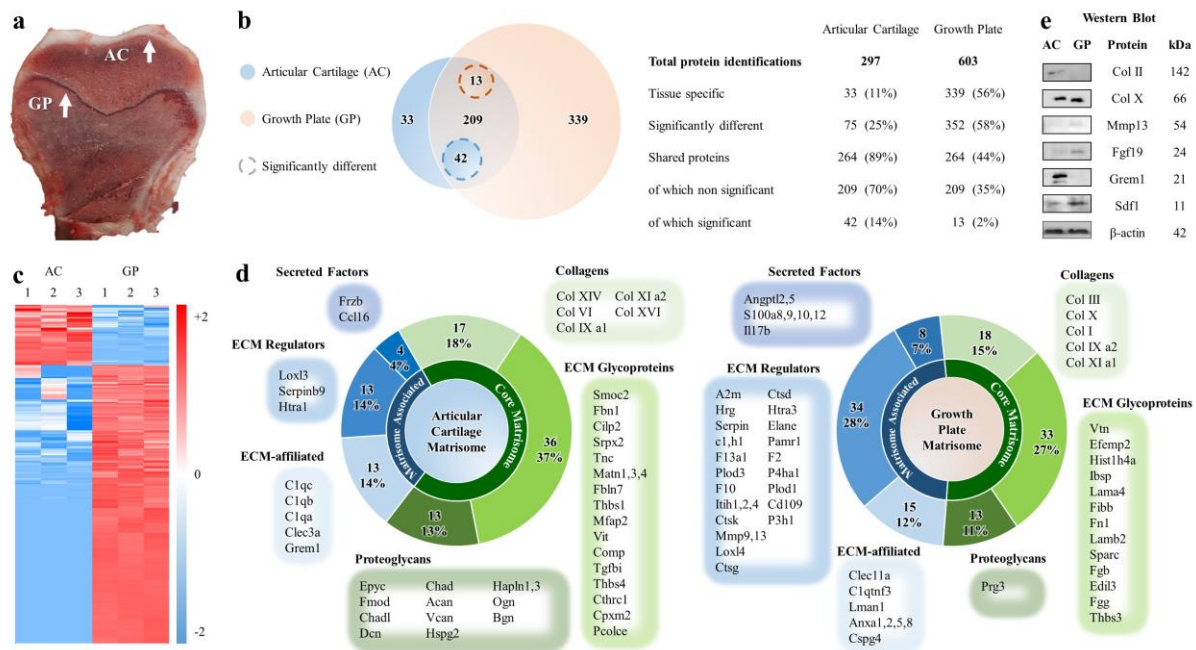 a
AC
GP
b
Articular Cartilage (AC)
Growth Plate (GP)
Significantly different
33
13
209
42
339
Articular Cartilage Growth Plate
Total protein identifications 297 603
Tissue specific 33 (11%) 339 (56%)
Significantly different 75 (25%) 352 (58%)
Shared proteins 264 (89%) 264 (44%)
of which non significant 209 (70%) 209 (35%)
of which significant 42 (14%) 13 (2%)
e
Western Blot
AC GP Protein kDa
Col II 142
Col X 66
Mmp13 54
Fgf19 24
Grem1 21
Sdf1 11
β-actin 42
c
AC GP
1 2 3 1 2 3
+2
0
-2
d
Secreted Factors
Frzb
Ccl16
Collagens
Col XIV Col XI a2
Col VI Col XVI
Col IX a1
ECM Regulators
Loxl3
Serpinb9
Htra1
ECM Glycoproteins
Smoc2
Fbn1
Cilp2
Srpx2
Tnc
Matn1,3,4
Fbln7
Thbs1
Mfap2
Vit
Comp
Tgfbi
Thbs4
Cthrc1
Cpxm2
Pcolce
ECM-affiliated
C1qc
C1qb
C1qa
Clec3a
Grem1
Proteoglycans
Epyc Chad Hapln1,3
Fmod Acan Ogn
Chadl Vcan Bgn
Dcn Hspg2
4
4%
17
18%
13
14%
36
37%
13
14%
13
13%
Matrisome Associated
Core Matrisome
Articular
Cartilage
Matrisome
Secreted Factors
Angptl2,5
S100a8,9,10,12
Il17b
Collagens
Col III
Col X
Col I
Col IX a2
Col XI a1
ECM Regulators
A2m Ctsd
Hrg Htra3
Serpin Elane
c1,h1 Pamr1
F13a1 F2
Plod3 P4ha1
F10 Plod1
Itih1,2,4 Cd109
Ctsk P3h1
Mmp9,13
Loxl4
Ctsg
ECM Glycoproteins
Vtn
Efemp2
Hist1h4a
Ibsp
Lama4
Fibb
Fn1
Lamb2
Sparc
Fgb
Edil3
Fgg
Thbs3
ECM-affiliated
Clec11a
C1qtnf3
Lman1
Anxa1,2,5,8
Cspg4
Proteoglycans
Prg3
8
7%
18
15%
34
28%
33
27%
15
12%
13
11%
Matrisome Associated
Core Matrisome
Growth
Plate
Matrisome